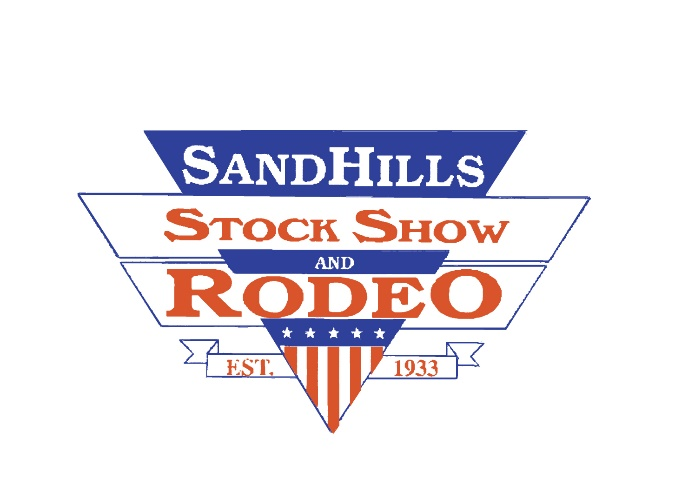 SANDHILLS
STOCK SHOW
AND
RODEO
EST. 1933